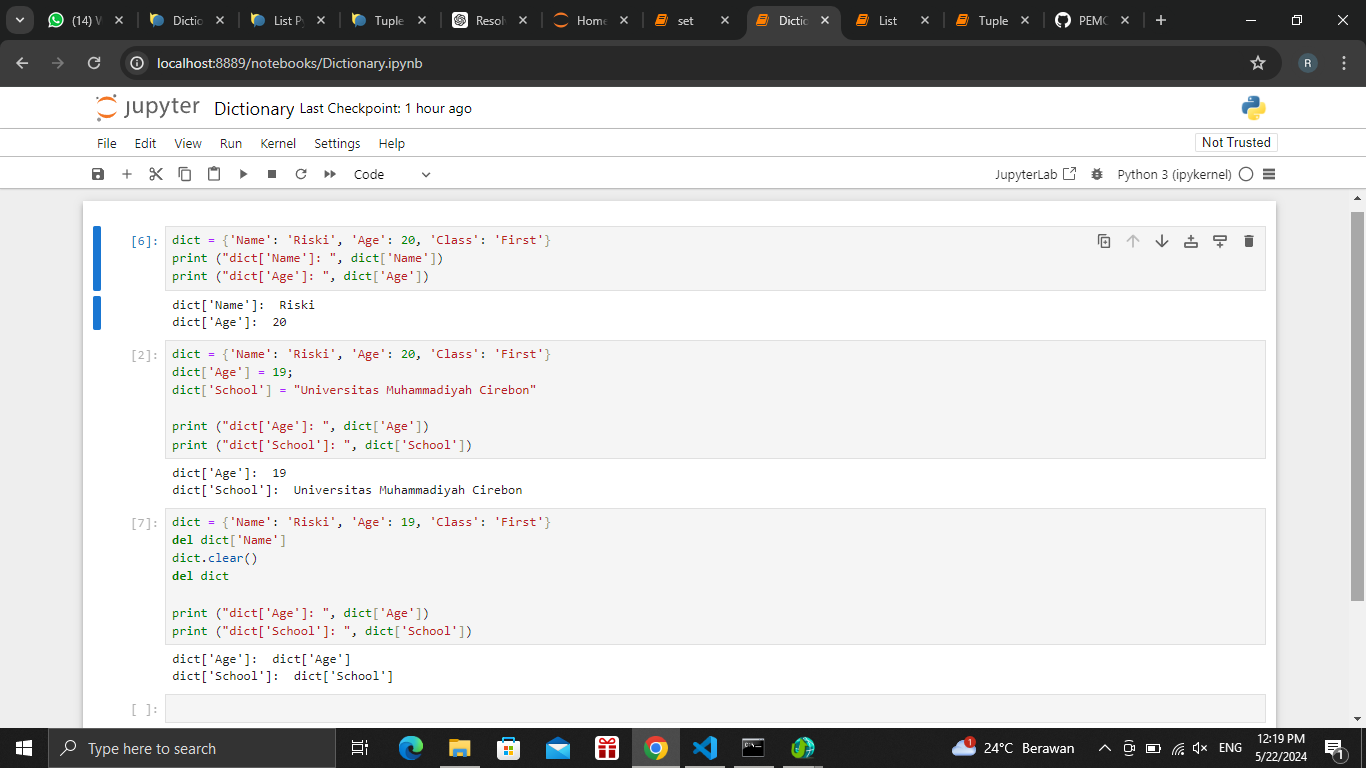 (14) W
Dictio
List Py
Tuple
Resol
Home
set
Dictio
List
Tuple
PEMO
localhost:8889/notebooks/Dictionary.ipynb
R
jupyter Dictionary Last Checkpoint: 1 hour ago
File Edit View Run Kernel Settings Help
Not Trusted
Code
JupyterLab
Python 3 (ipykernel)
[6]:
dict = {'Name': 'Riski', 'Age': 20, 'Class': 'First'}
print ("dict['Name']: ", dict['Name'])
print ("dict['Age']: ", dict['Age'])
dict['Name']:  Riski
dict['Age']:  20
[2]:
dict = {'Name': 'Riski', 'Age': 20, 'Class': 'First'}
dict['Age'] = 19;
dict['School'] = "Universitas Muhammadiyah Cirebon"
print ("dict['Age']: ", dict['Age'])
print ("dict['School']: ", dict['School'])
dict['Age']:  19
dict['School']:  Universitas Muhammadiyah Cirebon
[7]:
dict = {'Name': 'Riski', 'Age': 19, 'Class': 'First'}
del dict['Name']
dict.clear()
del dict
print ("dict['Age']: ", dict['Age'])
print ("dict['School']: ", dict['School'])
dict['Age']:  dict['Age']
dict['School']:  dict['School']
[ ]:
Type here to search
1
24°C Berawan
ENG
12:19 PM
5/22/2024
1